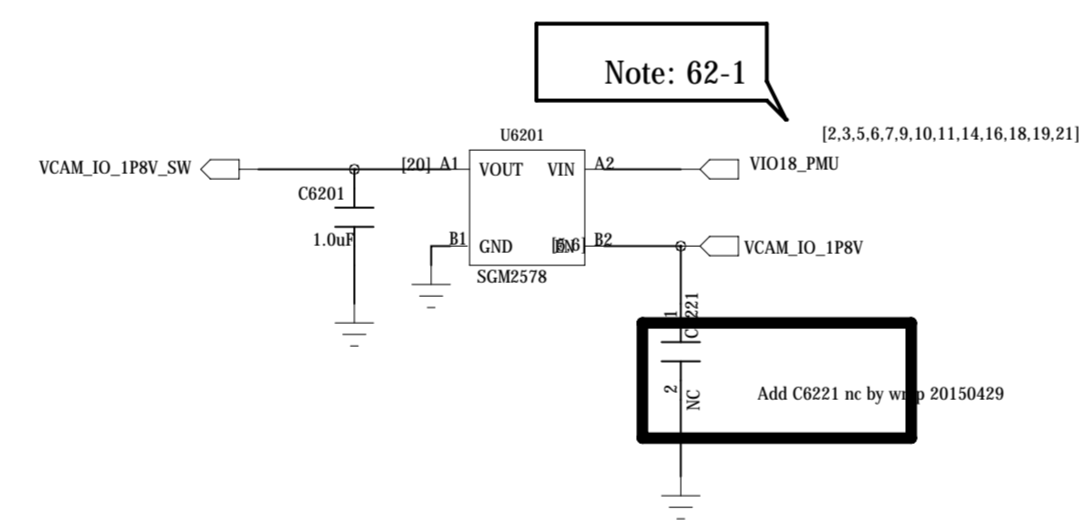 Note: 62-1
[2,3,5,6,7,9,10,11,14,16,18,19,21]
U6201
VCAM_IO_1P8V_SW
[20] A1
VOUT
VIN
A2
VIO18_PMU
C6201
1.0uF
B1
GND
B2
VCAM_IO_1P8V
SGM2578
1
2
NC
Add C6221 nc by
20150429